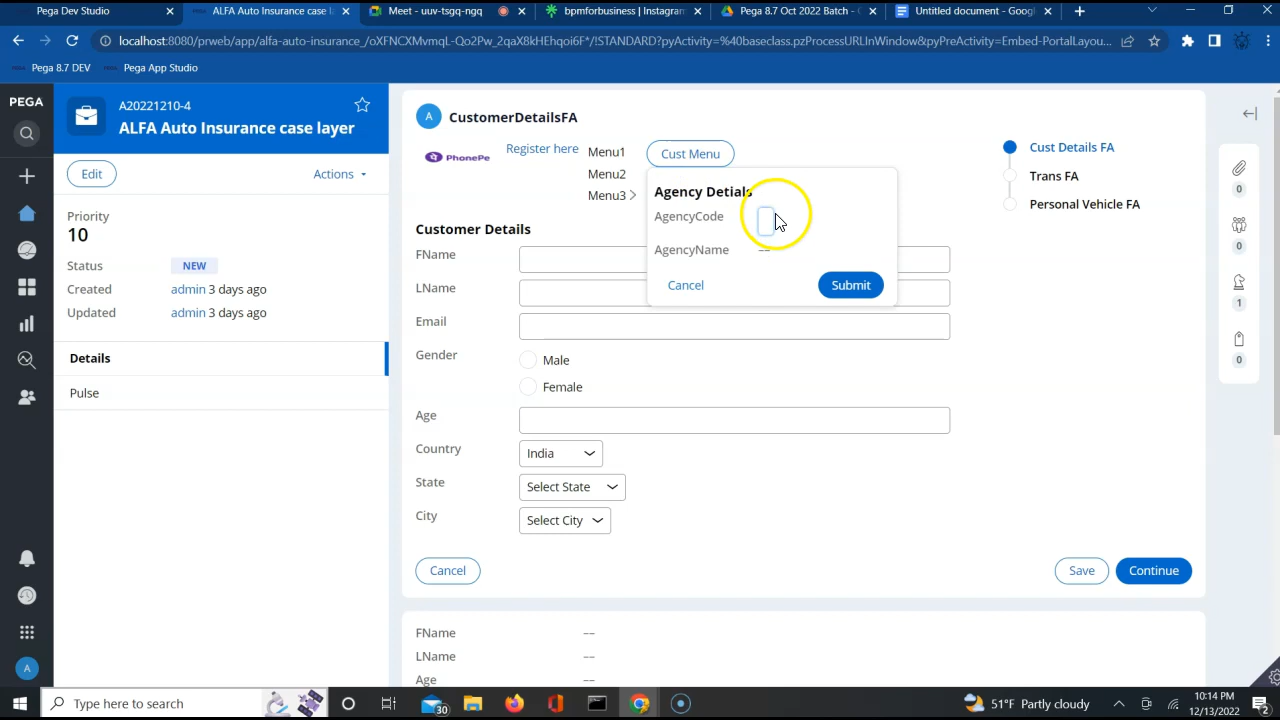 Pega Dev Studio
ALFA Auto Insurance case la
Meet - uuv-tsgq-ngq
bpmforbusiness | Instagram
Pega 8.7 Oct 2022 Batch -
Untitled document - Googl
localhost:8080/prweb/app/alfa-auto-insurance_/oXFNCXMvmqL-Qo2Pw_2qaX8kHEhqoi6F*/!STANDARD?pyActivity=%40baseclass.pzProcessURLInWindow&pyPreActivity=Embed-PortalLayou...
Pega 8.7 DEV
Pega App Studio
PEGA
A20221210-4
ALFA Auto Insurance case layer
Edit
Actions
Priority
10
Status NEW
Created admin 3 days ago
Updated admin 3 days ago
Details
Pulse
A CustomerDetailsFA
PhonePe
Register here
Menu1
Menu2
Menu3
Cust Menu
Agency Detials
AgencyCode
AgencyName --
Cancel
Submit
Customer Details
FName
LName
Email
Gender
Male
Female
Age
Country India
State Select State
City Select City
Cancel
Save
Continue
FName --
LName --
Age --
Cust Details FA
Trans FA
Personal Vehicle FA
0
0
1
0
A
Type here to search
30
51°F Partly cloudy
10:14 PM
12/13/2022
2